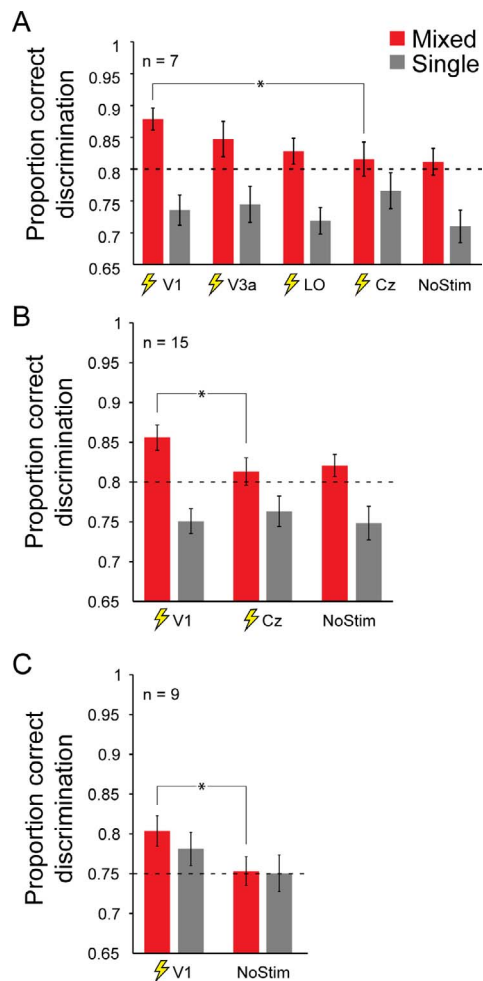 A
Mixed
Single
n = 7
*
Proportion correct
discrimination
1
0.95
0.9
0.85
0.8
0.75
0.7
0.65
V1 V3a LO Cz NoStim
B
n = 15
*
Proportion correct
discrimination
1
0.95
0.9
0.85
0.8
0.75
0.7
0.65
V1 Cz NoStim
C
n = 9
*
Proportion correct
discrimination
1
0.95
0.9
0.85
0.8
0.75
0.7
0.65
V1 NoStim